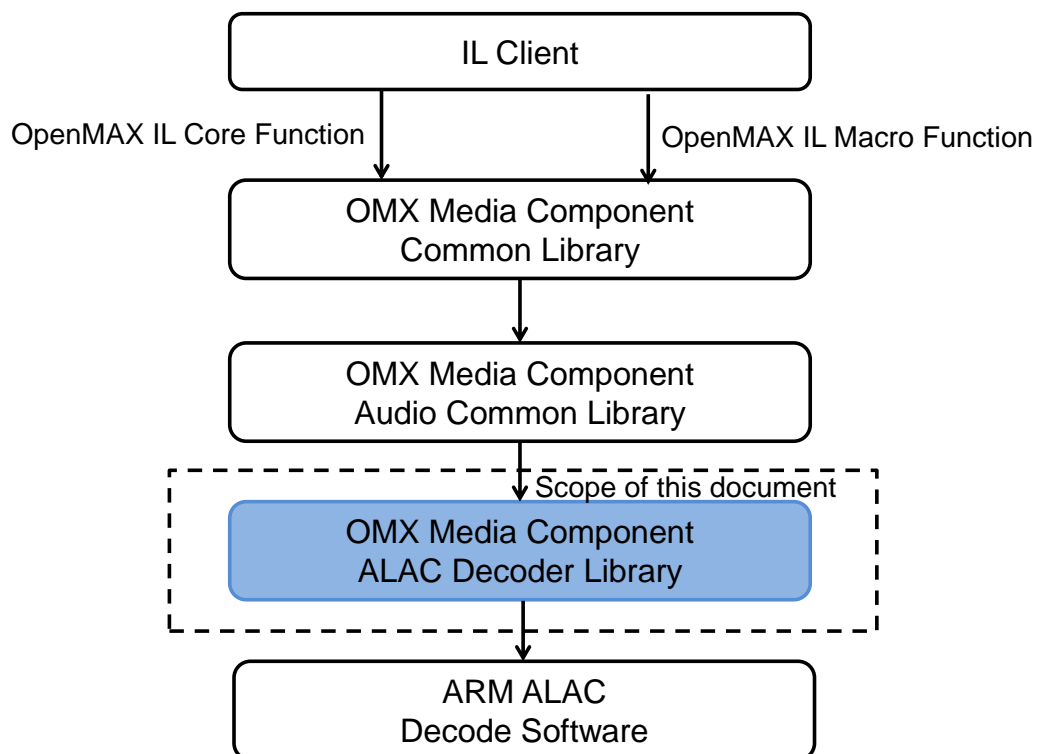 IL Client
OpenMAX IL Core Function
OpenMAX IL Macro Function
OMX Media Component
Common Library
OMX Media Component
Audio Common Library
Scope of this document
OMX Media Component
ALAC Decoder Library
ARM ALAC
Decode Software